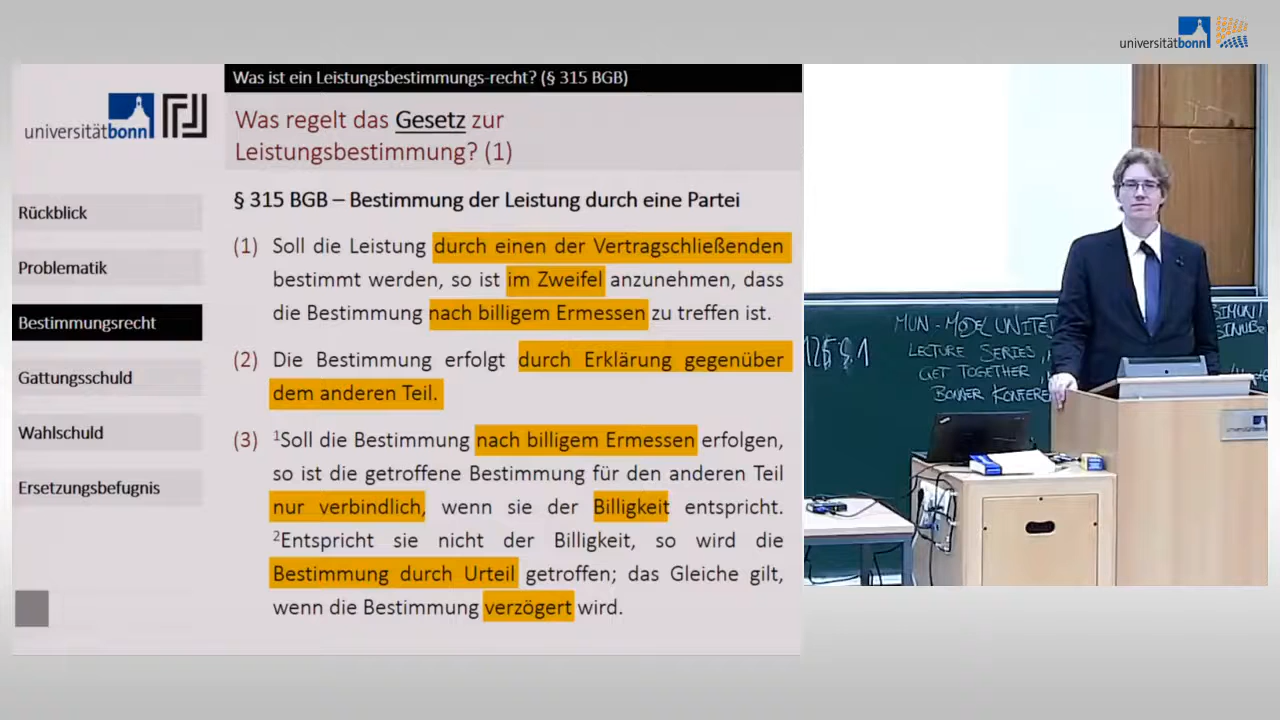 universitätbonn
Was ist ein Leistungsbestimmungs-recht? (§ 315 BGB)
universitätbonn
Was regelt das Gesetz zur
Leistungsbestimmung? (1)
Rückblick
Problematik
Bestimmungsrecht
Gattungsschuld
Wahlschuld
Ersetzungsbefugnis
§ 315 BGB – Bestimmung der Leistung durch eine Partei
(1) Soll die Leistung durch einen der Vertragschließenden
bestimmt werden, so ist im Zweifel anzunehmen, dass
die Bestimmung nach billigem Ermessen zu treffen ist.
(2) Die Bestimmung erfolgt durch Erklärung gegenüber
dem anderen Teil.
(3) ¹Soll die Bestimmung nach billigem Ermessen erfolgen,
so ist die getroffene Bestimmung für den anderen Teil
nur verbindlich, wenn sie der Billigkeit entspricht.
²Entspricht sie nicht der Billigkeit, so wird die
Bestimmung durch Urteil getroffen; das Gleiche gilt,
wenn die Bestimmung verzögert wird.
MUN - MODEL UNITED
LECTURE SERIES,
GET TOGETHER
BONNER KONFERE